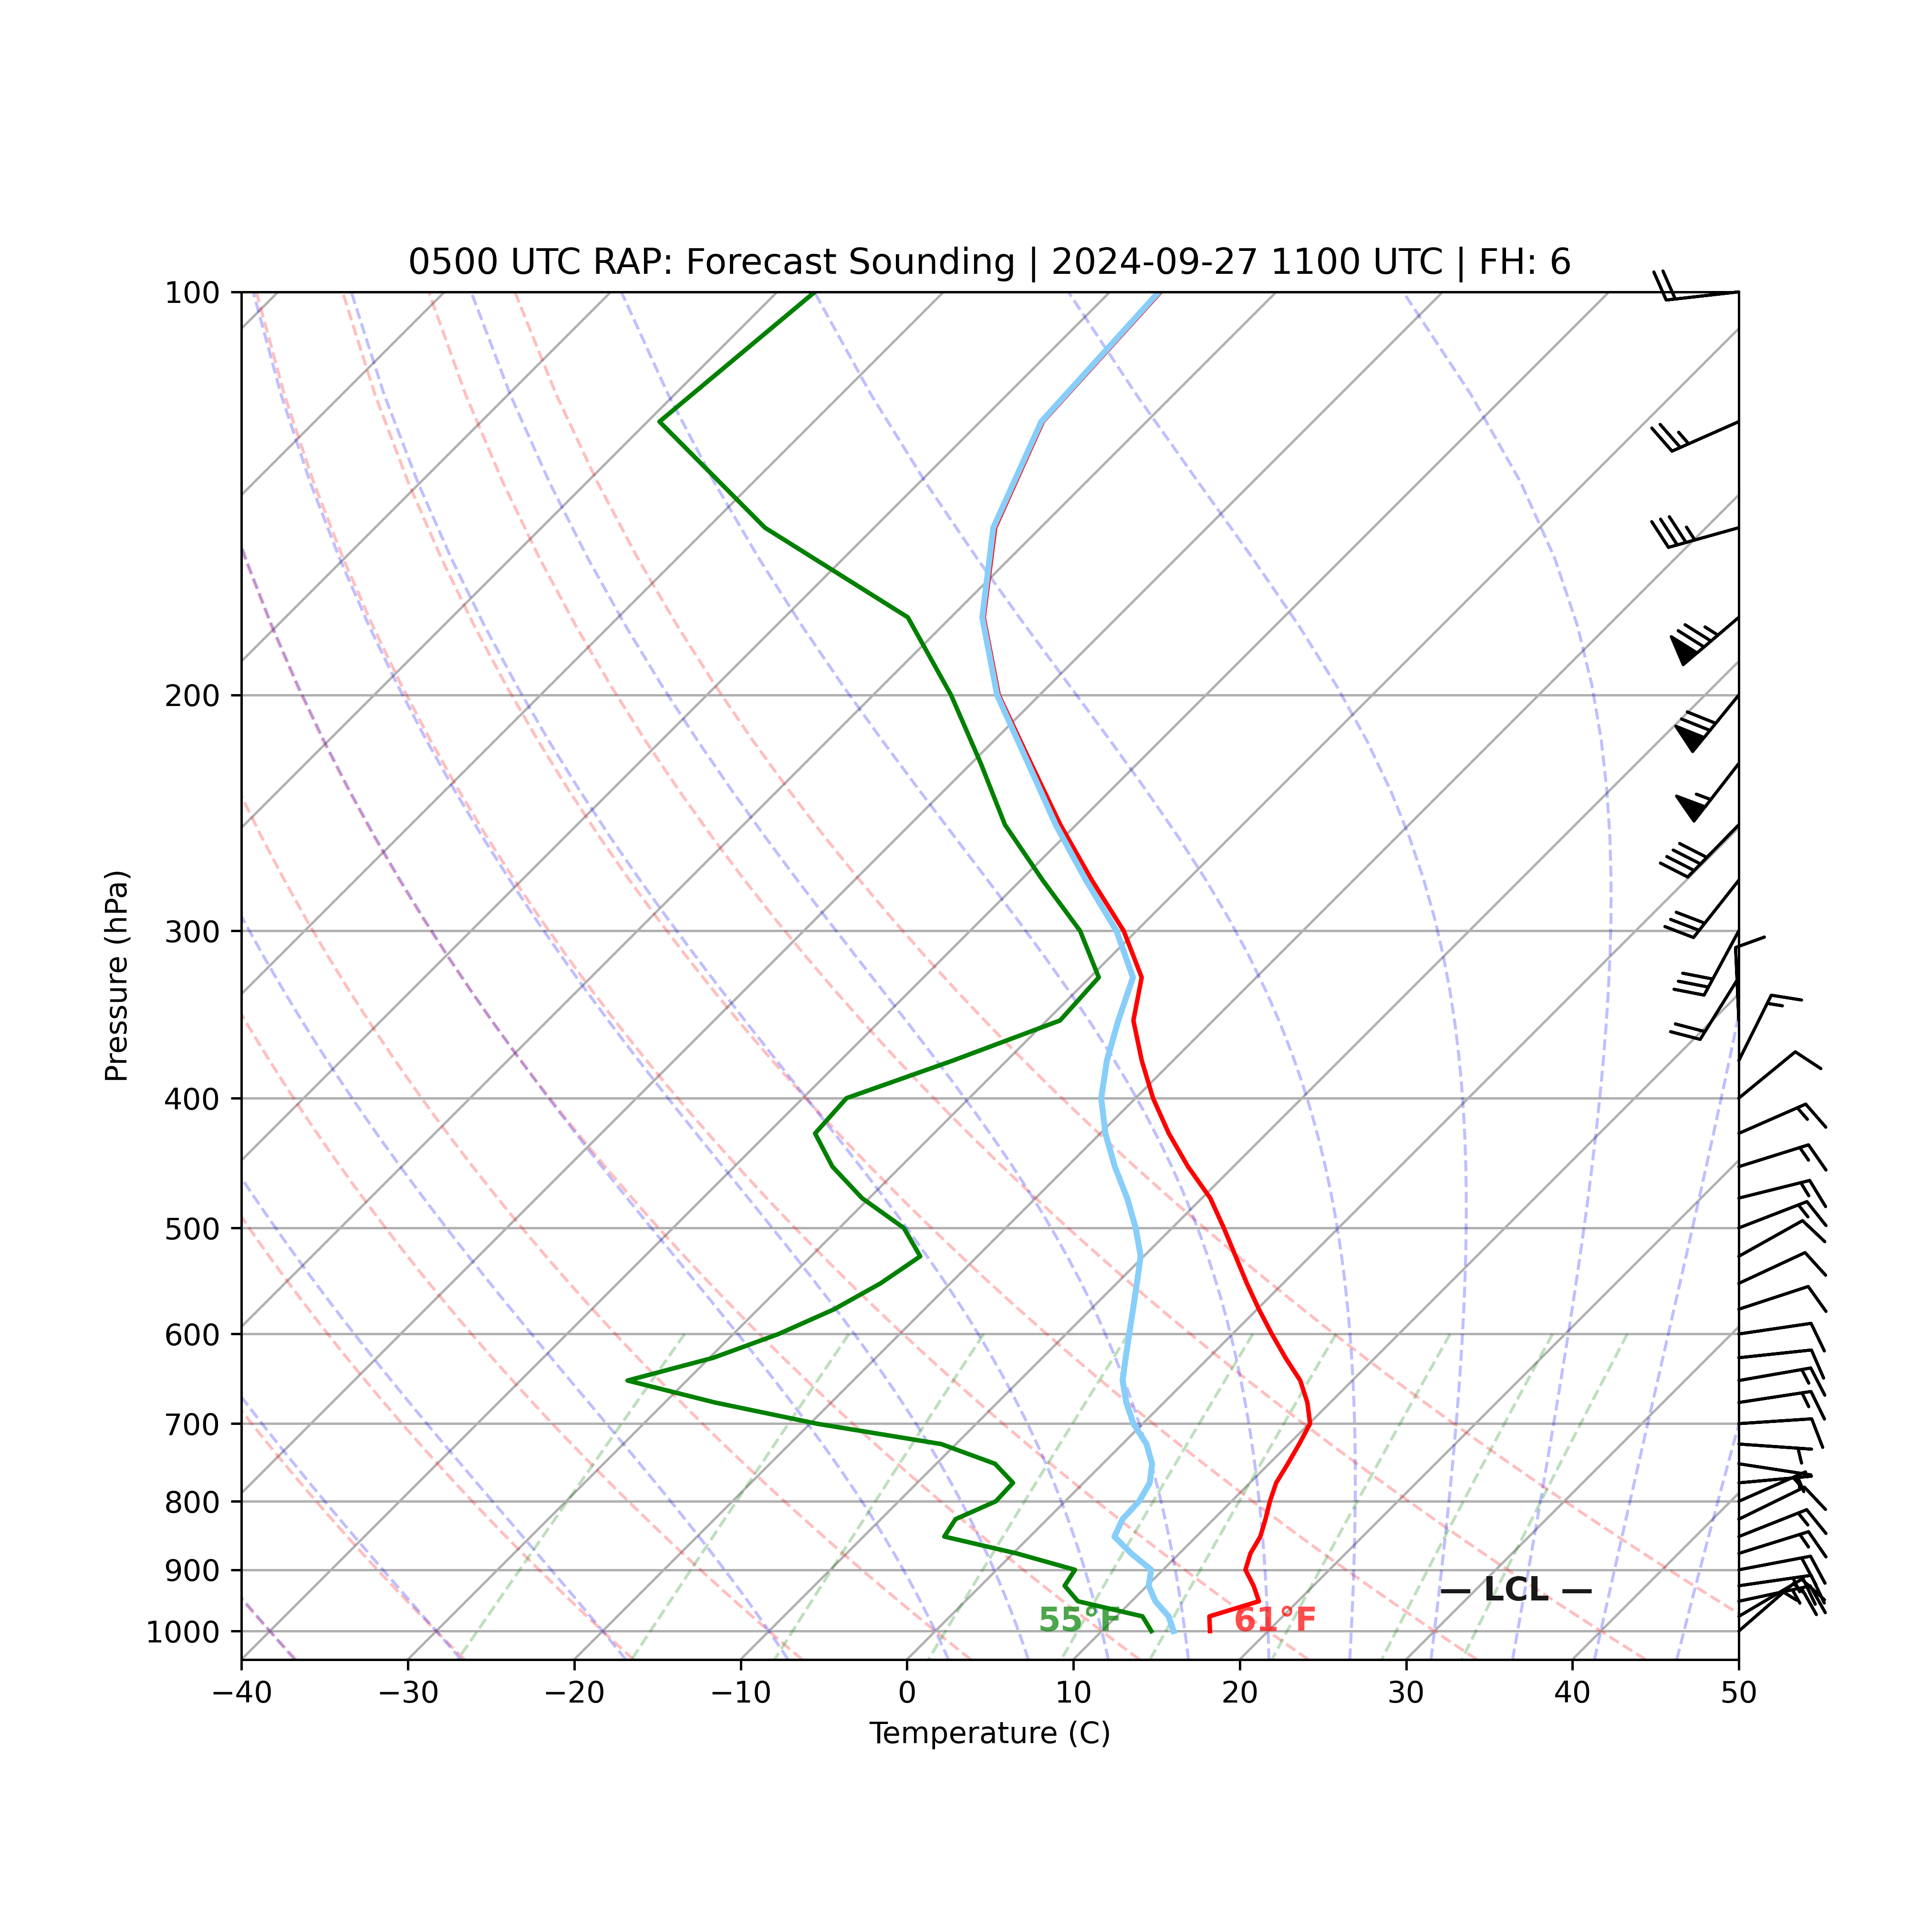 0500 UTC RAP: Forecast Sounding | 2024-09-27 1100 UTC | FH: 6
100
200
300
400
500
600
700
800
900
1000
Pressure (hPa)
— LCL —
55°F 61°F
−40 −30 −20 −10 0 10 20 30 40 50
Temperature (C)